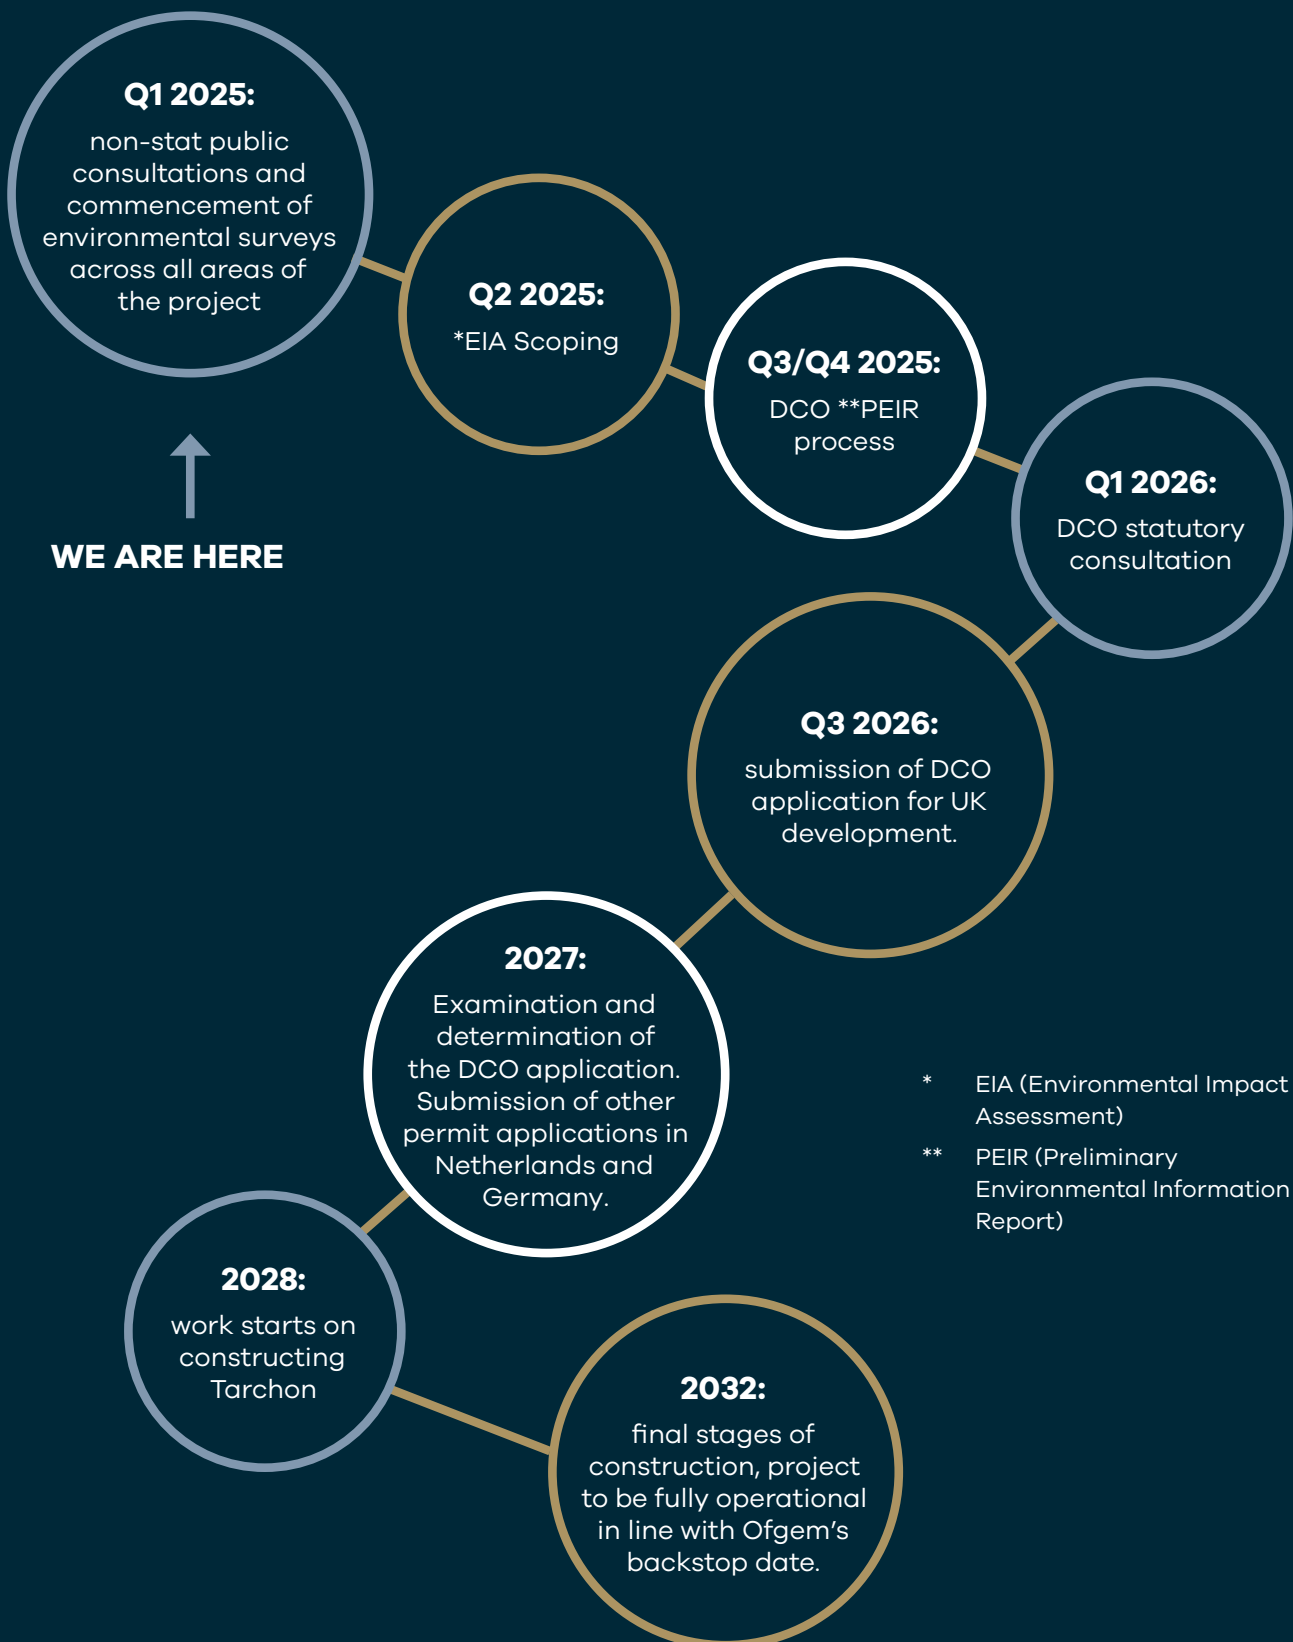 Q1 2025:
non-stat public
consultations and
commencement of
environmental surveys
across all areas of
the project
WE ARE HERE
Q2 2025:
*EIA Scoping
Q3/Q4 2025:
DCO **PEIR
process
Q1 2026:
DCO statutory
consultation
Q3 2026:
submission of DCO
application for UK
development.
2027:
Examination and
determination of
the DCO application.
Submission of other
permit applications in
Netherlands and
Germany.
2028:
work starts on
constructing
Tarchon
2032:
final stages of
construction, project
to be fully operational
in line with Ofgem’s
backstop date.
* EIA (Environmental Impact
Assessment)
** PEIR (Preliminary
Environmental Information
Report)